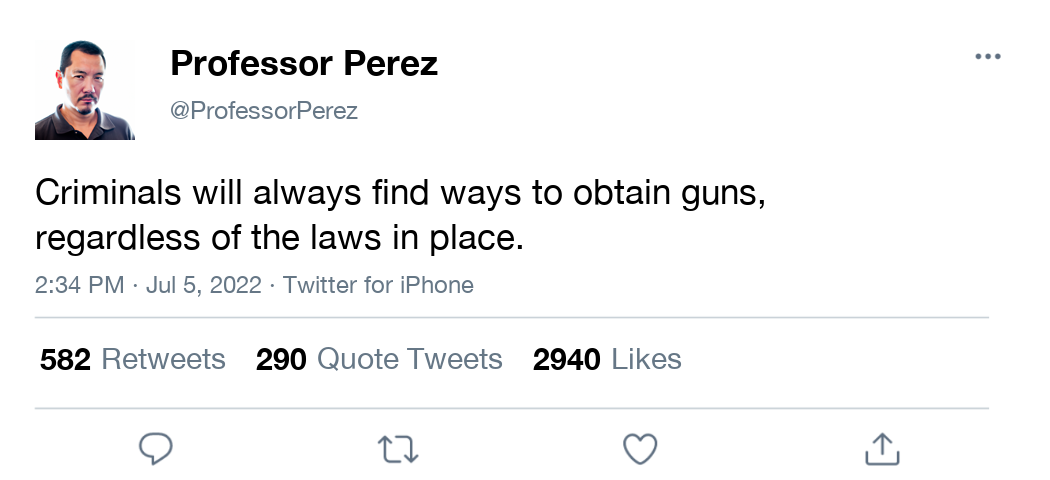 Professor Perez
@ProfessorPerez
Criminals will always find ways to obtain guns,
regardless of the laws in place.
2:34 PM · Jul 5, 2022 · Twitter for iPhone
582 Retweets 290 Quote Tweets 2940 Likes